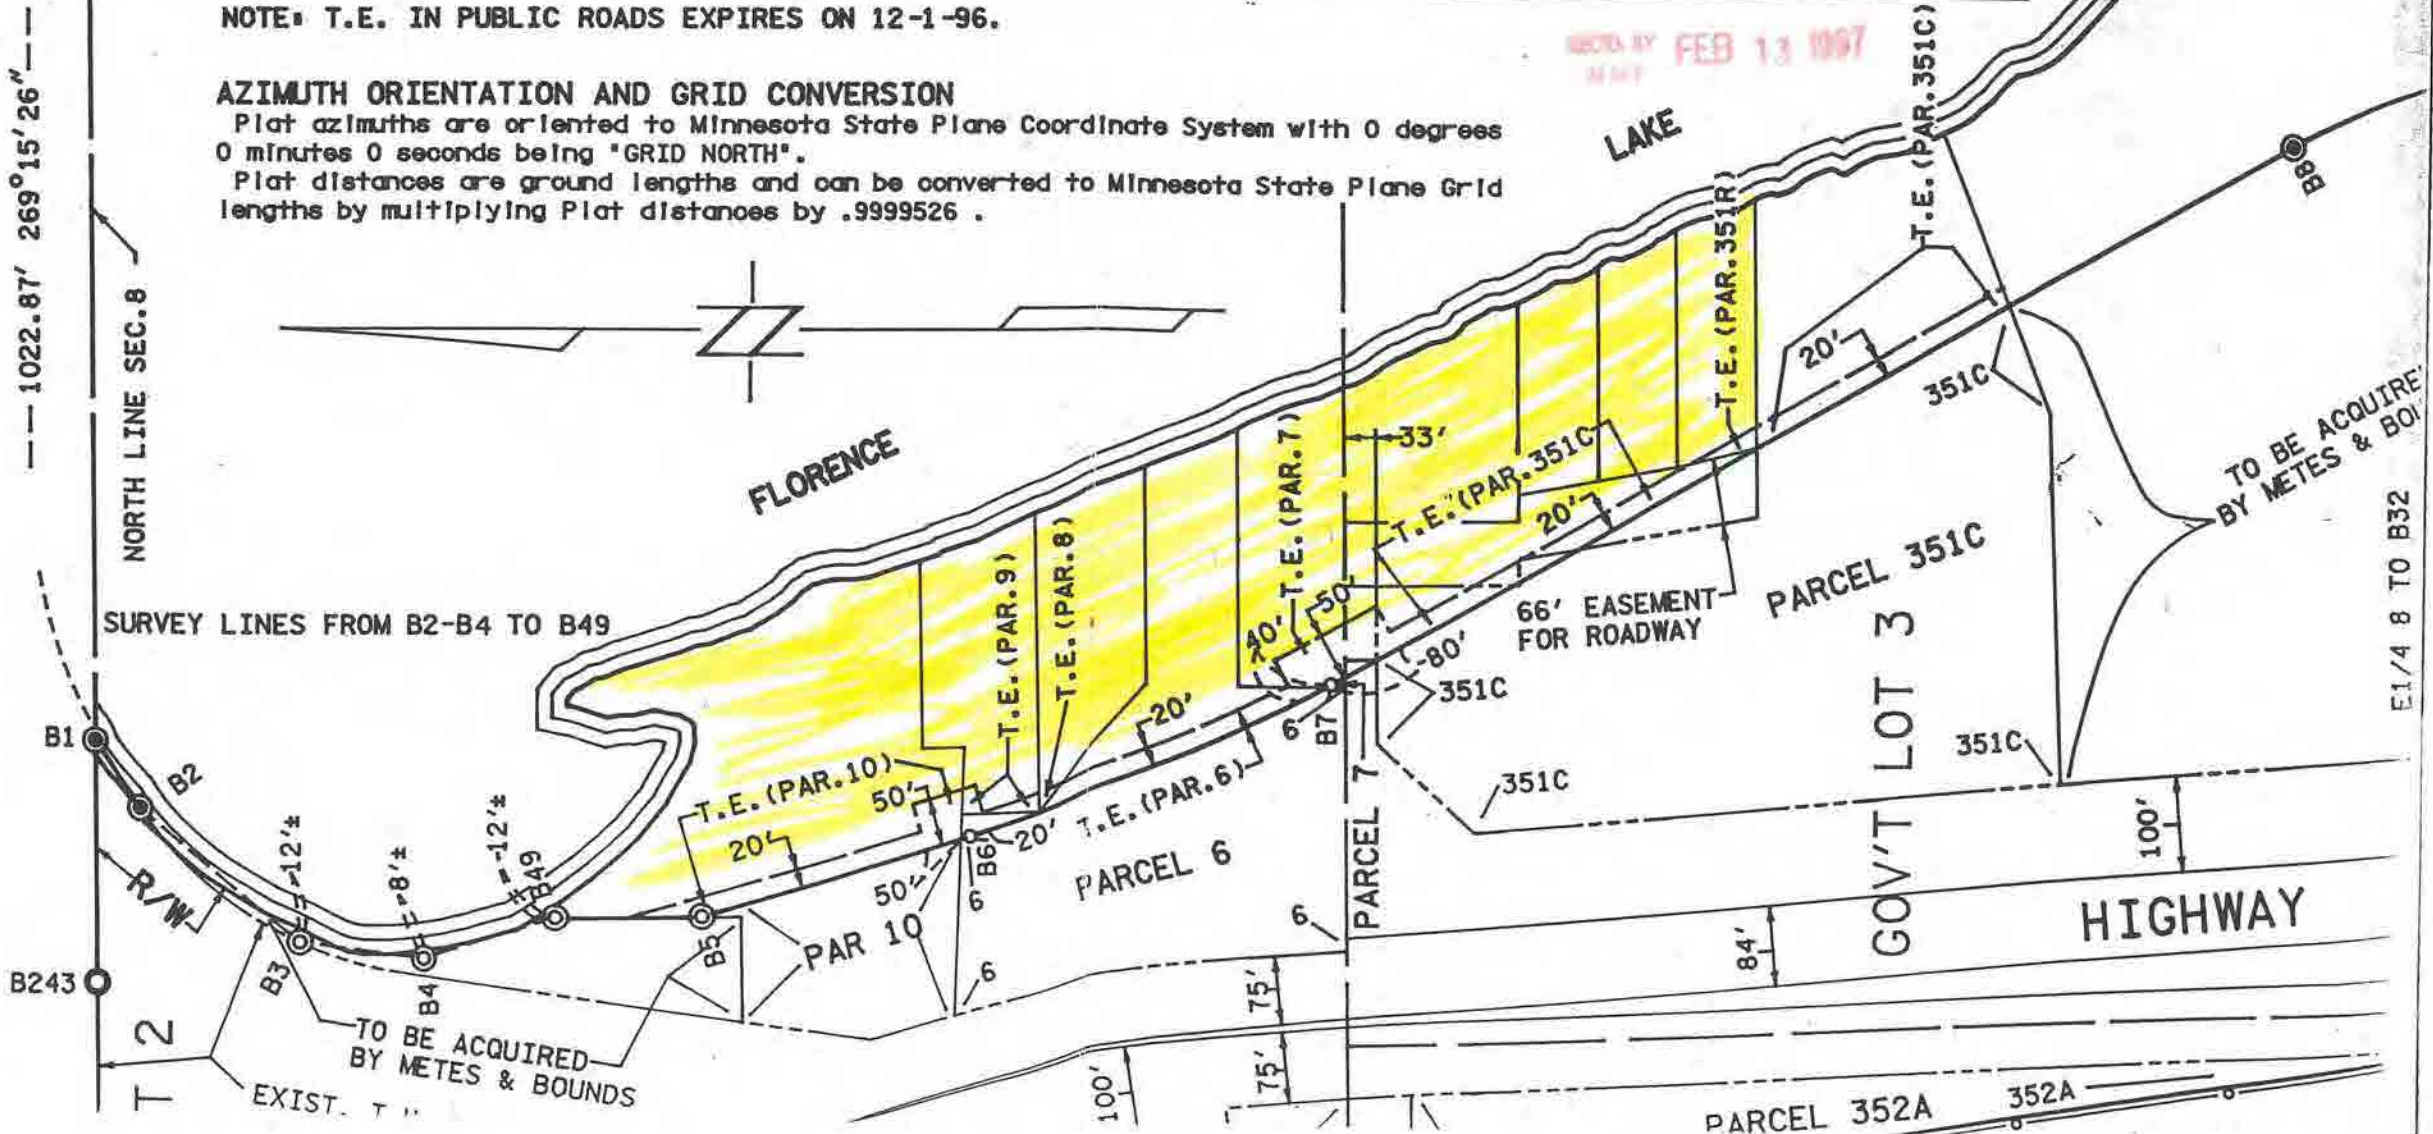 NOTE: T.E. IN PUBLIC ROADS EXPIRES ON 12-1-96.
FEB 13 1997
AZIMUTH ORIENTATION AND GRID CONVERSION
Plat azimuths are oriented to Minnesota State Plane Coordinate System with 0 degrees
0 minutes 0 seconds being "GRID NORTH".
Plat distances are ground lengths and can be converted to Minnesota State Plane Grid
lengths by multiplying Plat distances by .9999526 .
1022.87' 269°15'26"
NORTH LINE SEC.8
LAKE
FLORENCE
T.E.(PAR.351C)
T.E.(PAR.351R)
B8
20'
351C
TO BE ACQUIRE
BY METES & BOU
33'
T.E.(PAR.7)
T.E.(PAR.351C
20'
T.E.(PAR.9)
T.E.(PAR.8)
50'
40'
66' EASEMENT
FOR ROADWAY
PARCEL 351C
80'
351C
SURVEY LINES FROM B2-B4 TO B49
B1
B2
20'
6
B7
T.E.(PAR.10)
50'
20'
20'
T.E.(PAR.6)
B6
50'
6
PARCEL 6
PARCEL 7
351C
351C
GOV'T LOT 3
E1/4 8 TO B32
100'
12'±
8'±
12'±
B49
R/W
B3
B4
B5
PAR 10
6
6
84'
HIGHWAY
B243
T 2
TO BE ACQUIRED
BY METES & BOUNDS
EXIST.
75'
75'
100'
PARCEL 352A
352A